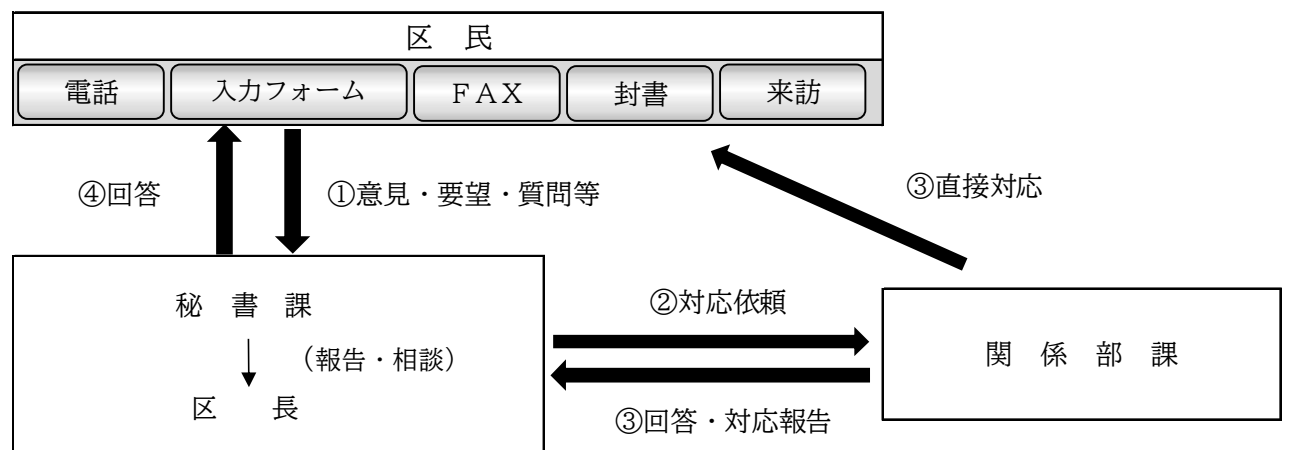 区 民
電話 入力フォーム ＦＡＸ 封書 来訪
④回答 ①意見・要望・質問等 ③直接対応
秘 書 課
（報告・相談）
区 長
②対応依頼
③回答・対応報告
関 係 部 課